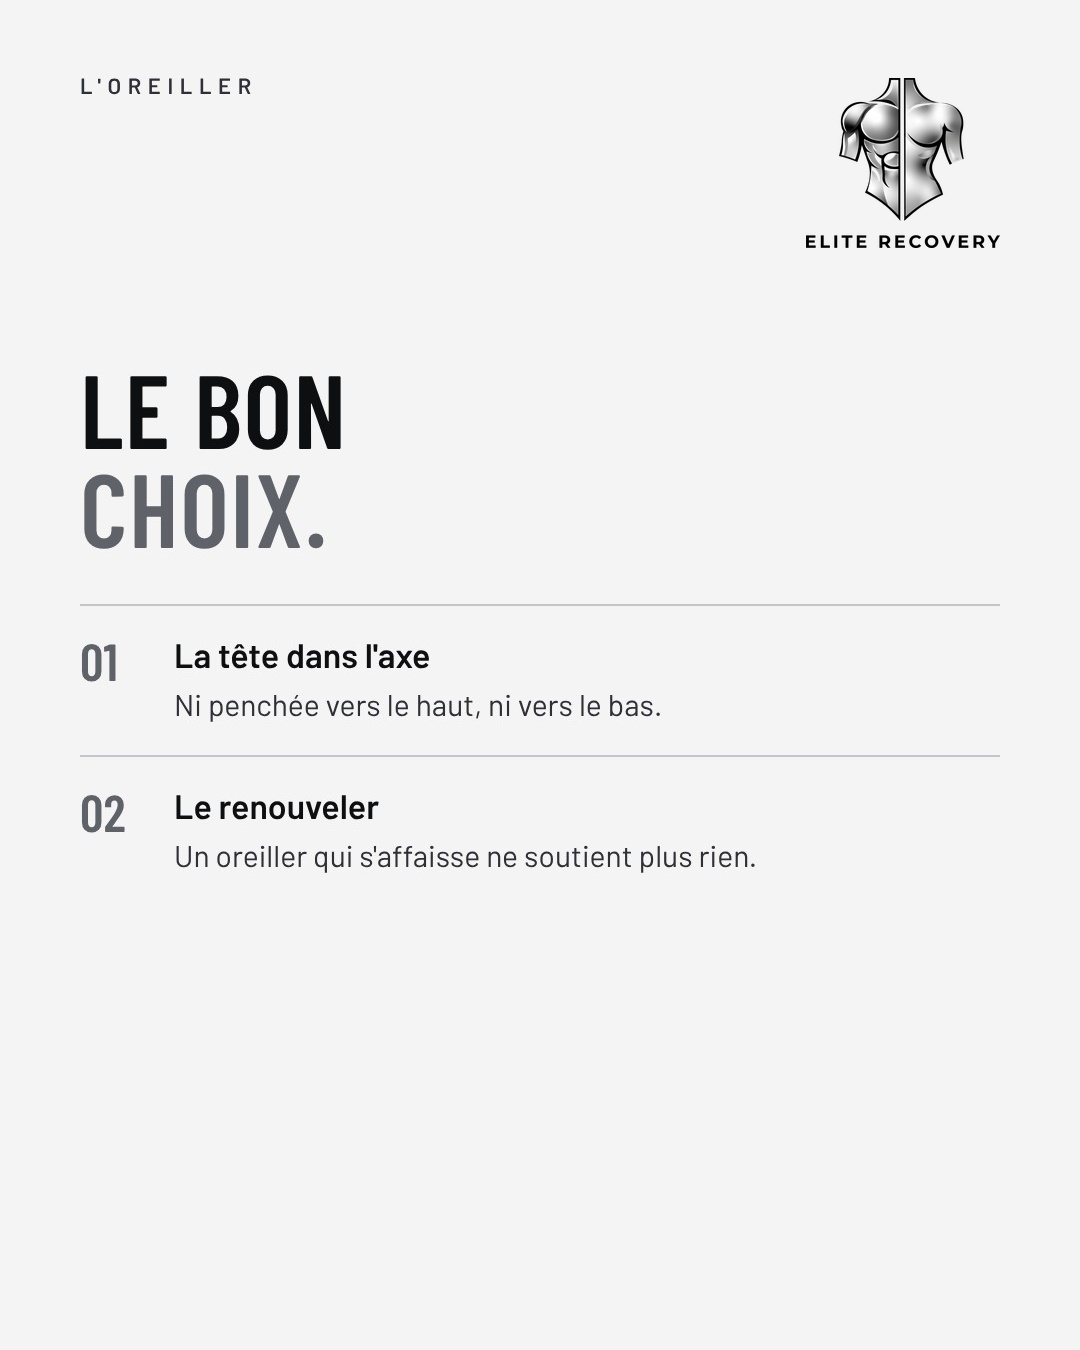 L'OREILLER
ELITE RECOVERY
LE BON
CHOIX.
01
La tête dans l'axe
Ni penchée vers le haut, ni vers le bas.
02
Le renouveler
Un oreiller qui s'affaisse ne soutient plus rien.